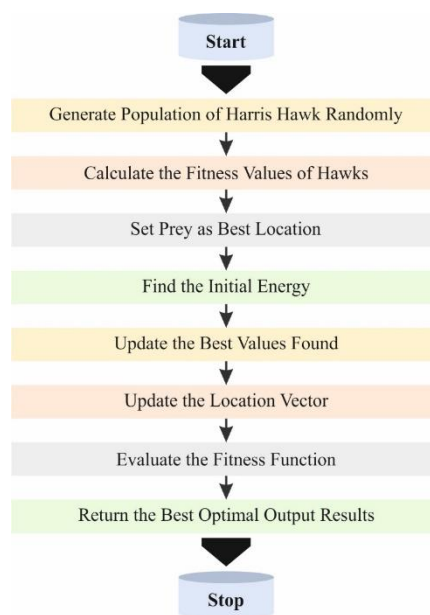 Start
Generate Population of Harris Hawk Randomly
Calculate the Fitness Values of Hawks
Set Prey as Best Location
Find the Initial Energy
Update the Best Values Found
Update the Location Vector
Evaluate the Fitness Function
Return the Best Optimal Output Results
Stop